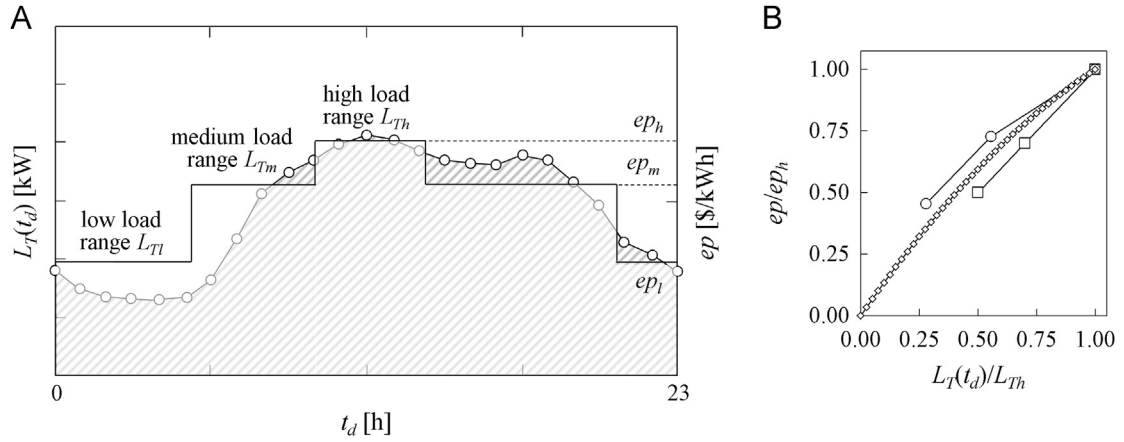 A
L_T(t_d) [kW]
low load
range L_Tl
medium load
range L_Tm
high load
range L_Th
ep_h
ep_m
ep_l
ep [$/kWh]
0
23
t_d [h]
B
ep/ep_h
1.00
0.75
0.50
0.25
0.00
0.00 0.25 0.50 0.75 1.00
L_T(t_d)/L_Th